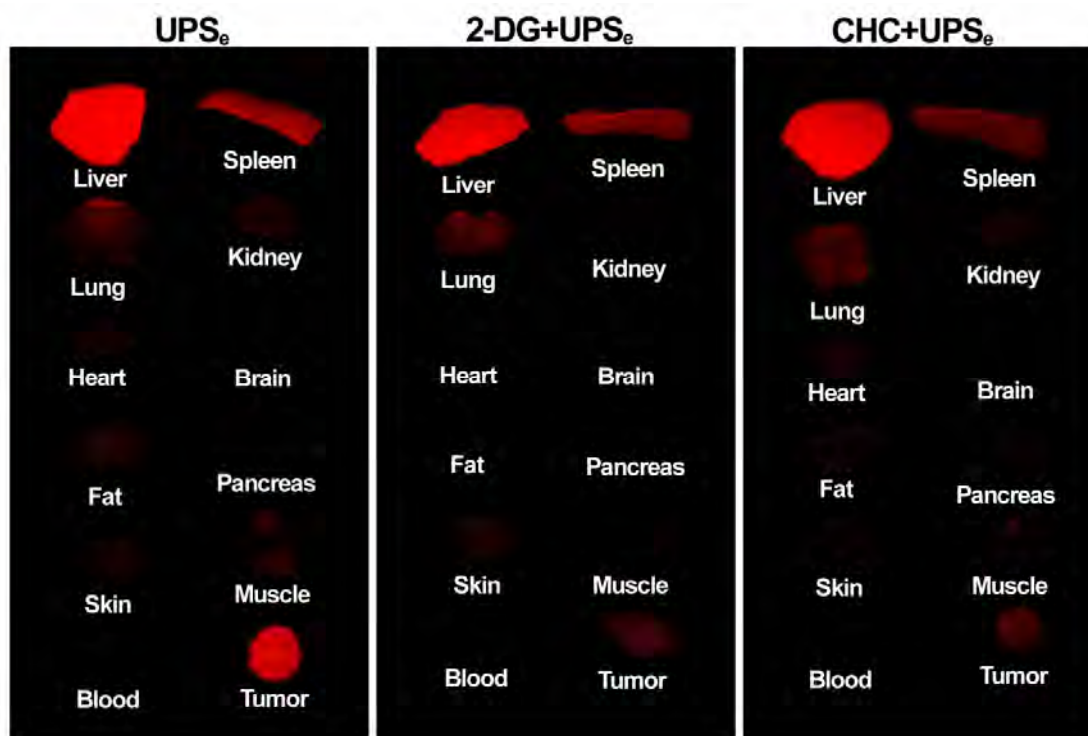 UPSe
2-DG+UPSe
CHC+UPSe
Liver
Spleen
Lung
Kidney
Heart
Brain
Fat
Pancreas
Skin
Muscle
Blood
Tumor
Liver
Spleen
Lung
Kidney
Heart
Brain
Fat
Pancreas
Skin
Muscle
Blood
Tumor
Liver
Spleen
Lung
Kidney
Heart
Brain
Fat
Pancreas
Skin
Muscle
Blood
Tumor